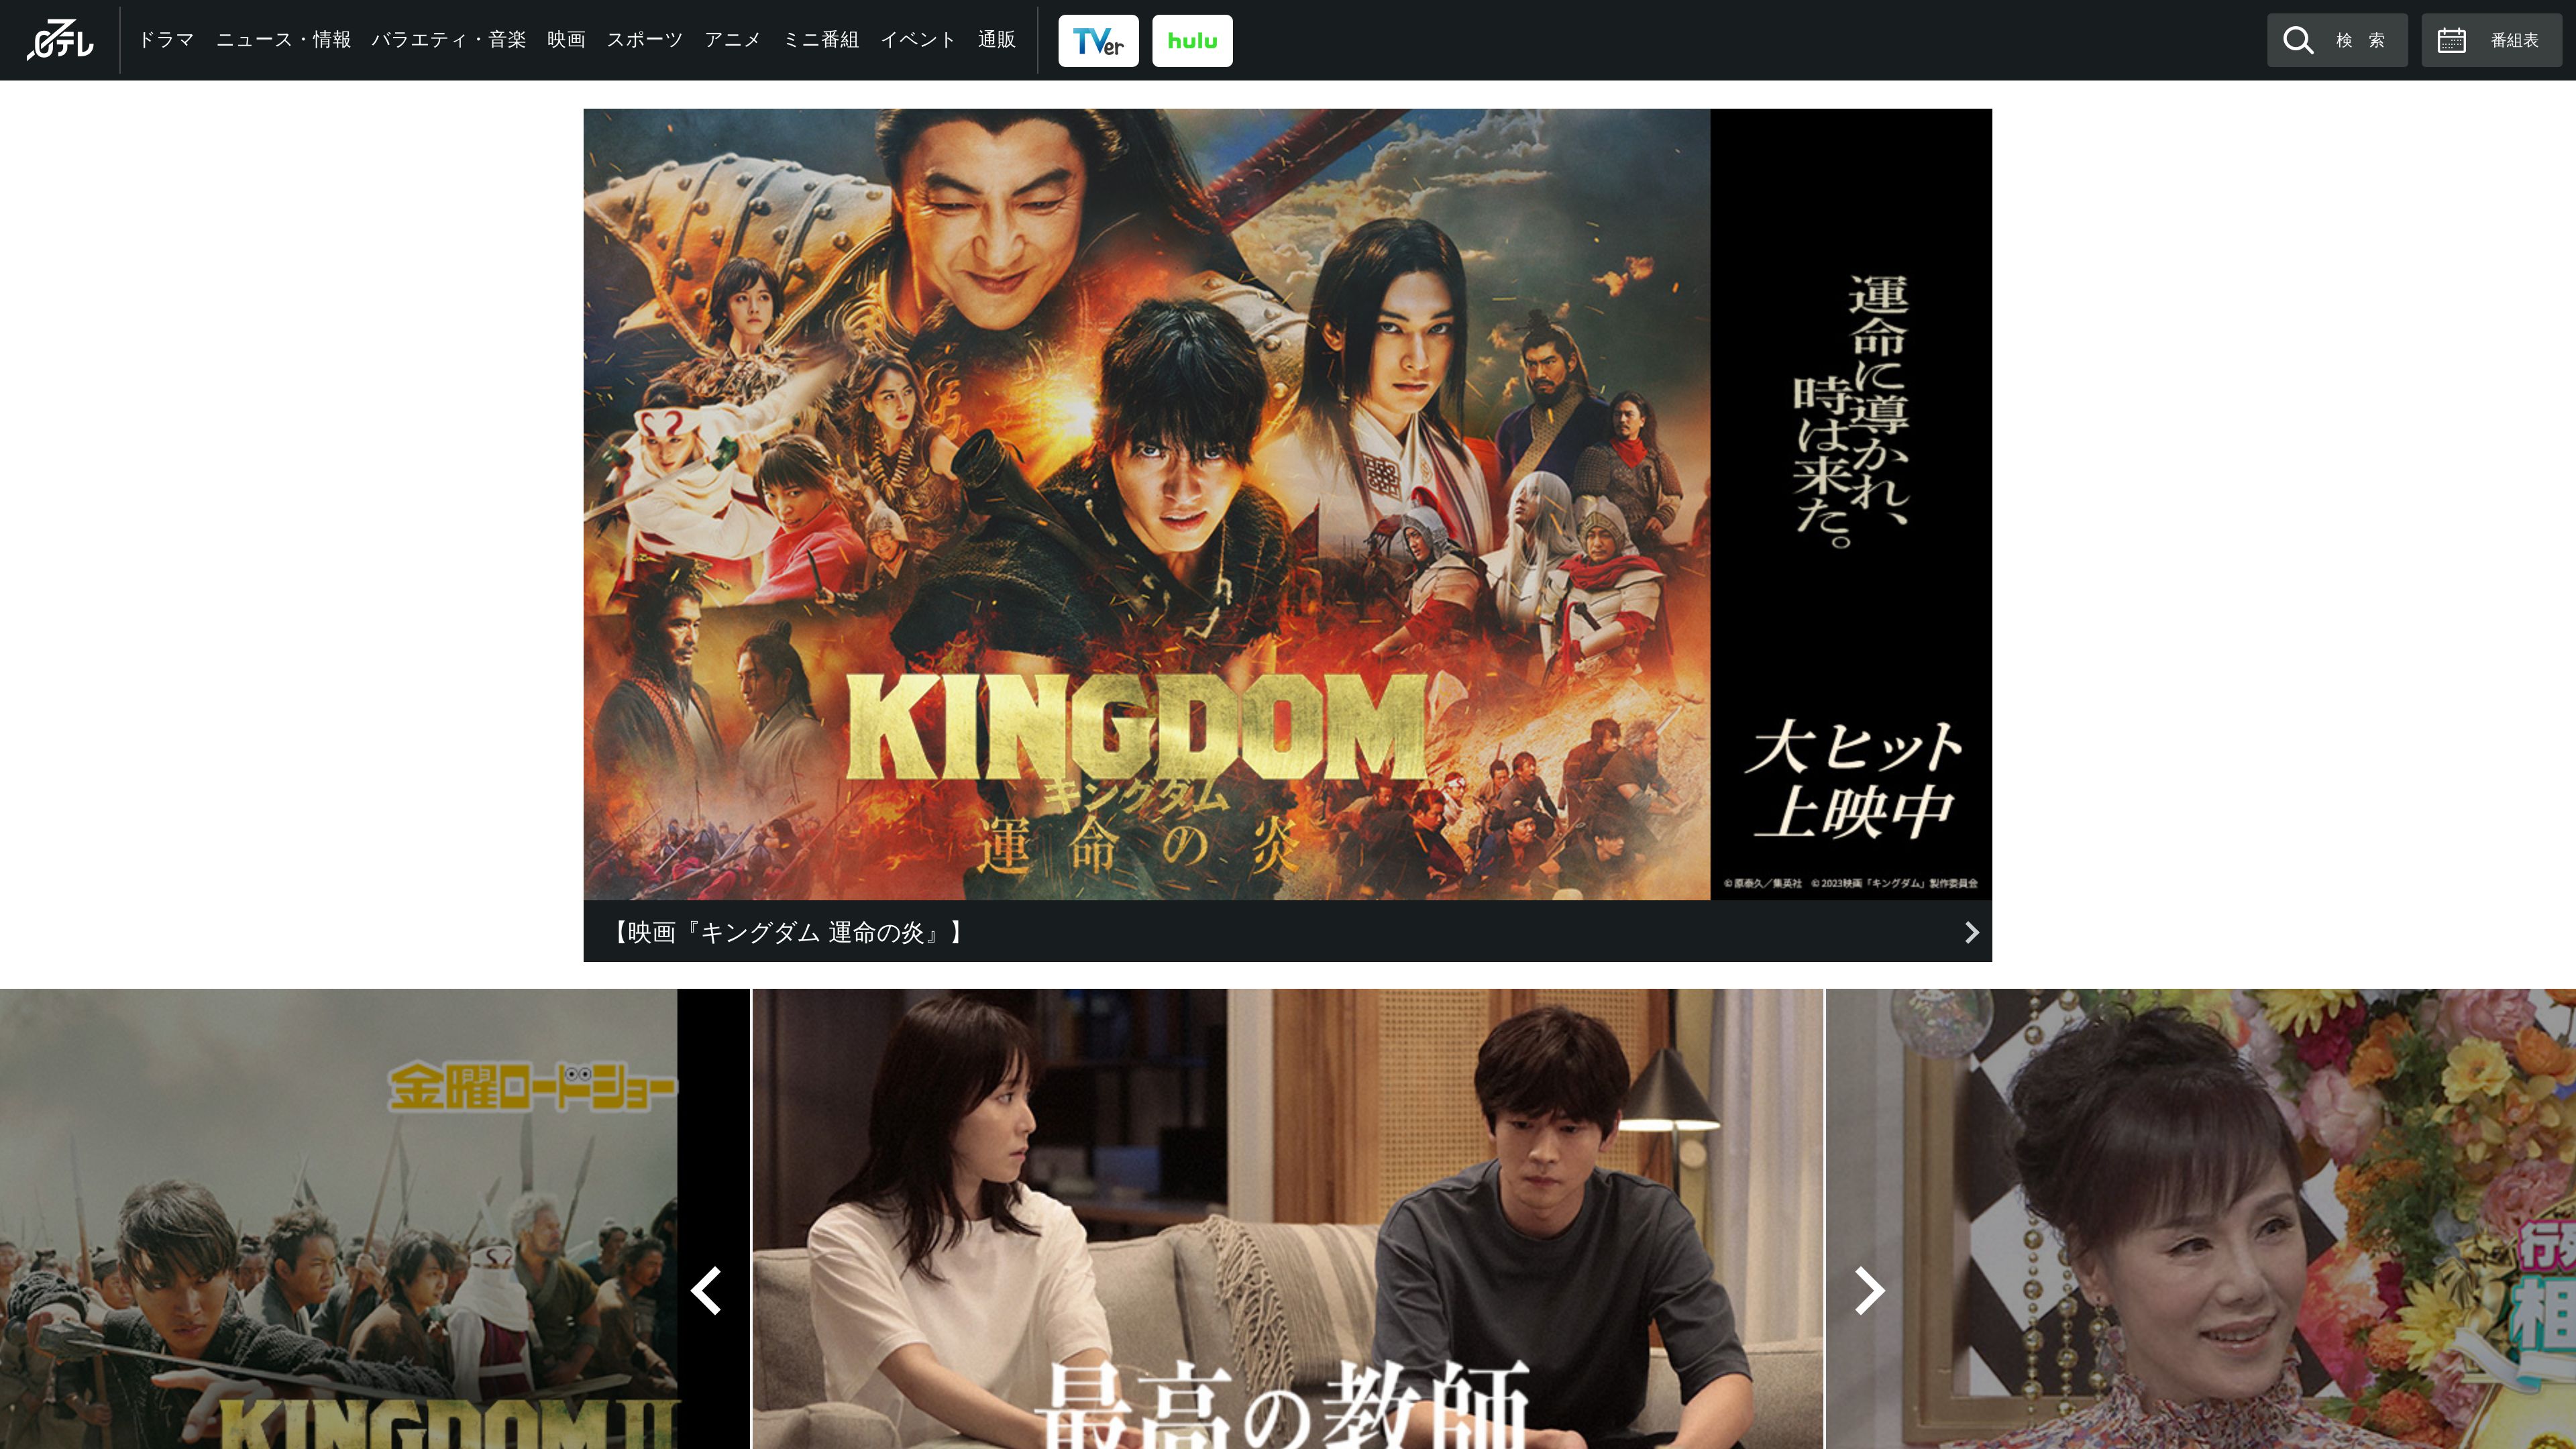 日テレ
ドラマ ニュース・情報 バラエティ・音楽 映画 スポーツ アニメ ミニ番組 イベント 通販
TVer
hulu
検 索
番組表
運命に導かれ、
時は来た。
KINGDOM
キングダム
運命の炎
大ヒット
上映中
©原泰久／集英社 ©2023映画「キングダム」製作委員会
【映画『キングダム 運命の炎』】
金曜ロードショー
KINGDOM II
最高の教師